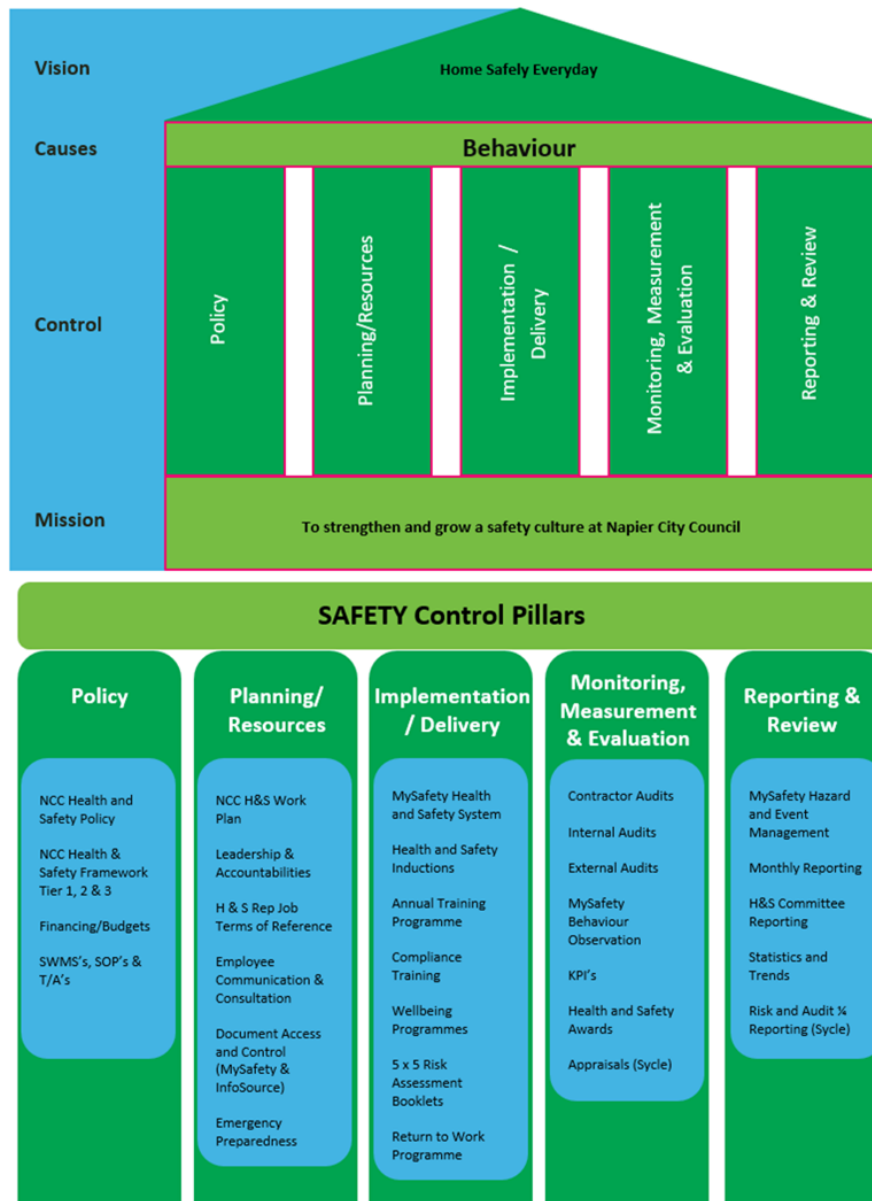 Vision
Home Safely Everyday
Causes
Behaviour
Control
Policy
Planning/Resources
Implementation /
Delivery
Monitoring, Measurement
& Evaluation
Reporting & Review
Mission
To strengthen and grow a safety culture at Napier City Council
SAFETY Control Pillars
Policy
NCC Health and
Safety Policy
NCC Health &
Safety Framework
Tier 1, 2 & 3
Financing/Budgets
SWMS's, SOP's &
T/A's
Planning/
Resources
NCC H&S Work
Plan
Leadership &
Accountabilities
H & S Rep Job
Terms of Reference
Employee
Communication &
Consultation
Document Access
and Control
(MySafety &
InfoSource)
Emergency
Preparedness
Implementation
/ Delivery
MySafety Health
and Safety System
Health and Safety
Inductions
Annual Training
Programme
Compliance
Training
Wellbeing
Programmes
5 x 5 Risk
Assessment
Booklets
Return to Work
Programme
Monitoring,
Measurement
& Evaluation
Contractor Audits
Internal Audits
External Audits
MySafety
Behaviour
Observation
KPI's
Health and Safety
Awards
Appraisals (Sycle)
Reporting &
Review
MySafety Hazard
and Event
Management
Monthly Reporting
H&S Committee
Reporting
Statistics and
Trends
Risk and Audit ¼
Reporting (Sycle)